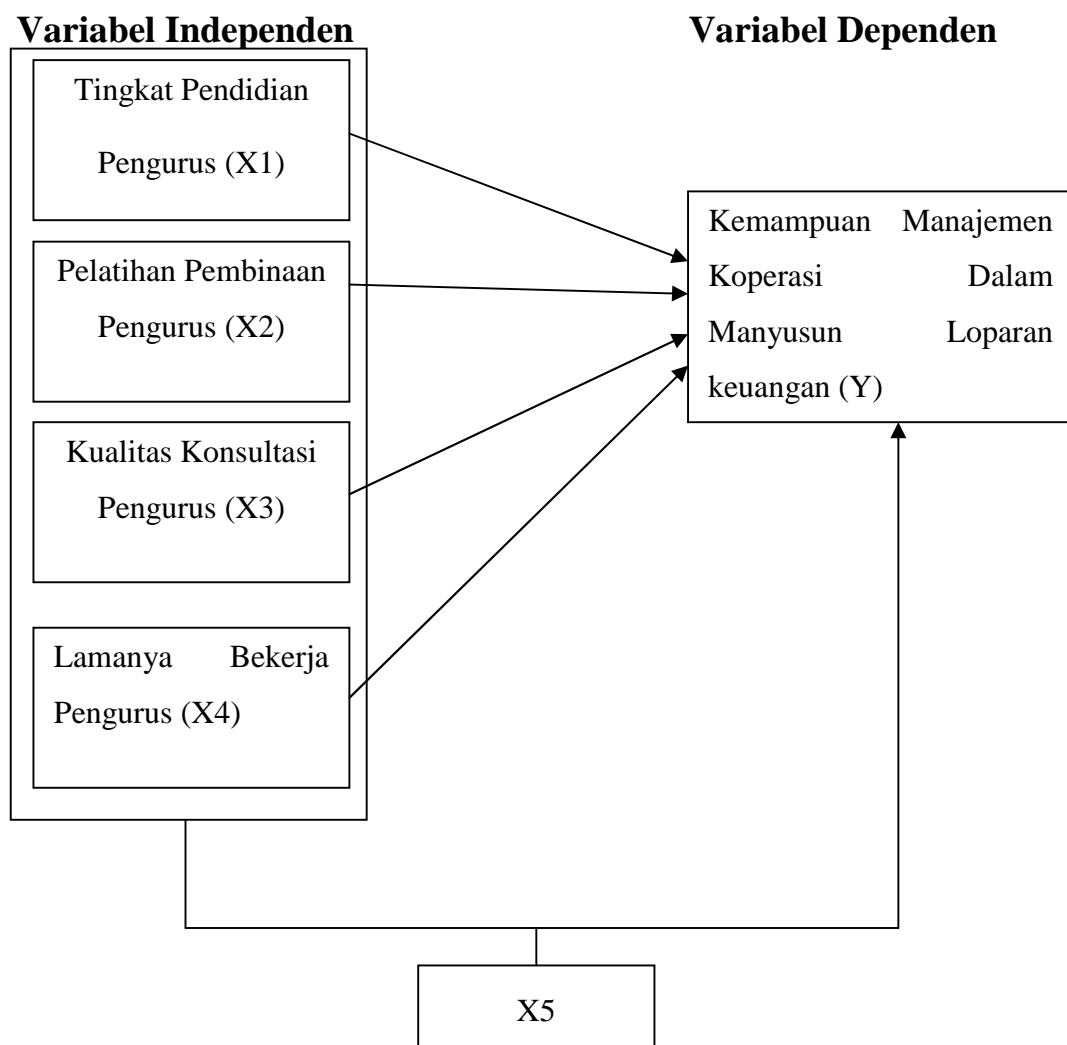 Variabel Independen
Variabel Dependen
Tingkat Pendidian
Pengurus (X1)
Pelatihan Pembinaan
Pengurus (X2)
Kualitas Konsultasi
Pengurus (X3)
Lamanya Bekerja
Pengurus (X4)
Kemampuan Manajemen
Koperasi Dalam
Manyusun Loparan
keuangan (Y)
X5